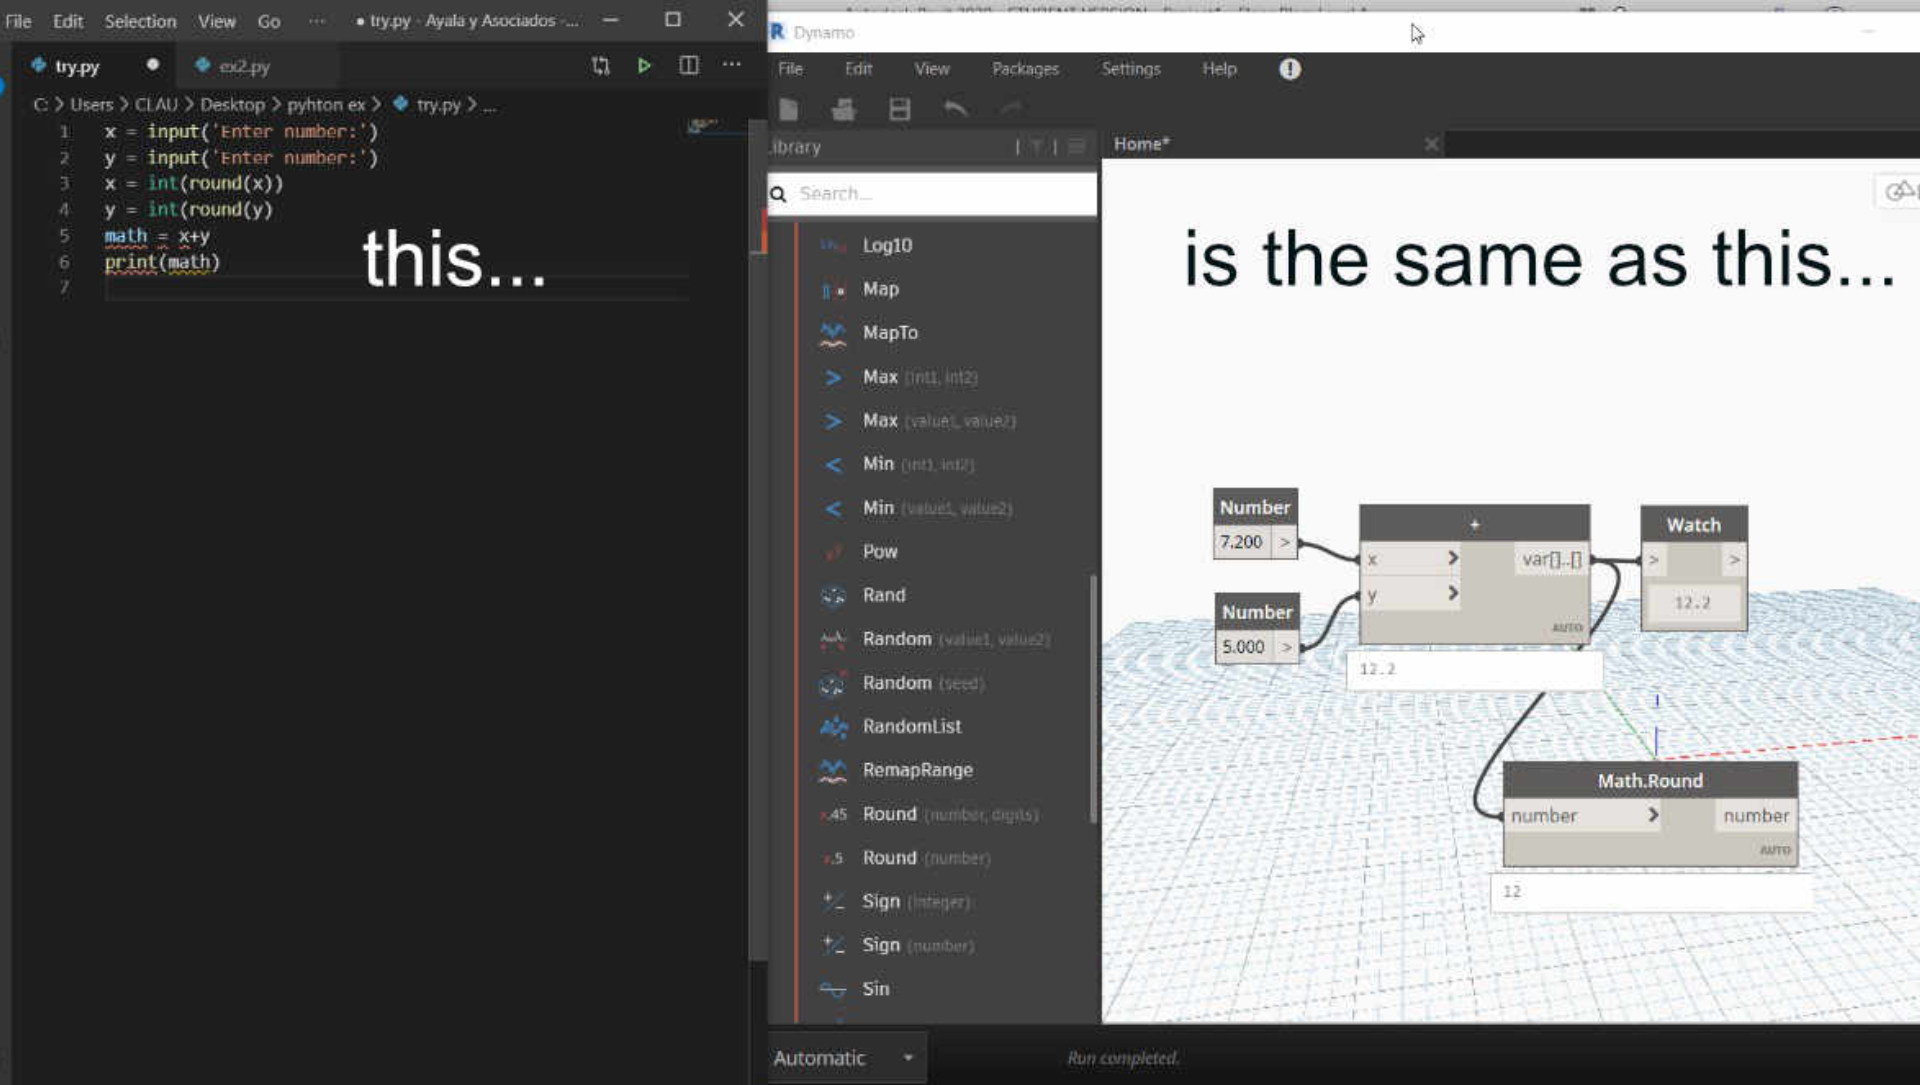 File Edit Selection View Go ··· ● try.py - Ayala y Asociados -...
try.py ● ex2.py
C: > Users > CLAU > Desktop > pyhton ex > try.py > ...
1 x = input('Enter number:')
2 y = input('Enter number:')
3 x = int(round(x))
4 y = int(round(y)
5 math = x+y
6 print(math)
7
this...
Dynamo
File Edit View Packages Settings Help
ibrary
Home*
Search...
Log10
Map
MapTo
Max (int1, int2)
Max (value1, value2)
Min (int1, int2)
Min (value1, value2)
Pow
Rand
Random (value1, value2)
Random (seed)
RandomList
RemapRange
.45 Round (number, digits)
.5 Round (number)
Sign (integer)
Sign (number)
Sin
Automatic
Run completed.
is the same as this...
Number
7.200 >
Number
5.000 >
+
x > var[]..[]
y >
AUTO
12.2
Watch
> >
12.2
Math.Round
number > number
AUTO
12